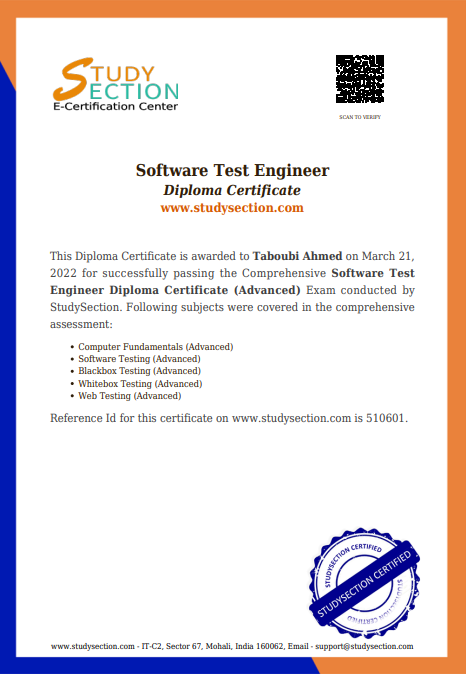 STUDY
SECTION
E-Certification Center
SCAN TO VERIFY
Software Test Engineer
Diploma Certificate
www.studysection.com
This Diploma Certificate is awarded to Taboubi Ahmed on March 21,
2022 for successfully passing the Comprehensive Software Test
Engineer Diploma Certificate (Advanced) Exam conducted by
StudySection. Following subjects were covered in the comprehensive
assessment:
• Computer Fundamentals (Advanced)
• Software Testing (Advanced)
• Blackbox Testing (Advanced)
• Whitebox Testing (Advanced)
• Web Testing (Advanced)
Reference Id for this certificate on www.studysection.com is 510601.
STUDYSECTION CERTIFIED
STUDYSECTION CERTIFIED
STUDYSECTION CERTIFIED
www.studysection.com - IT-C2, Sector 67, Mohali, India 160062, Email - support@studysection.com